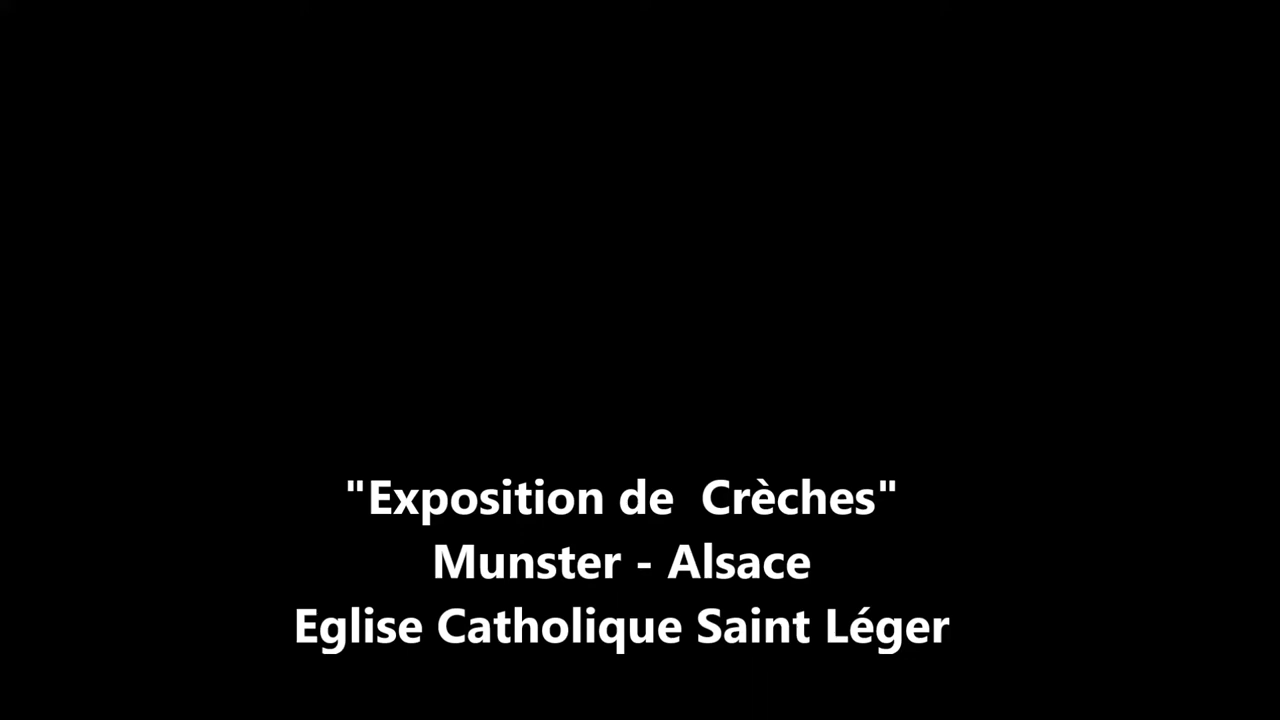 "Exposition de  Crèches"
Munster - Alsace
Eglise Catholique Saint Léger